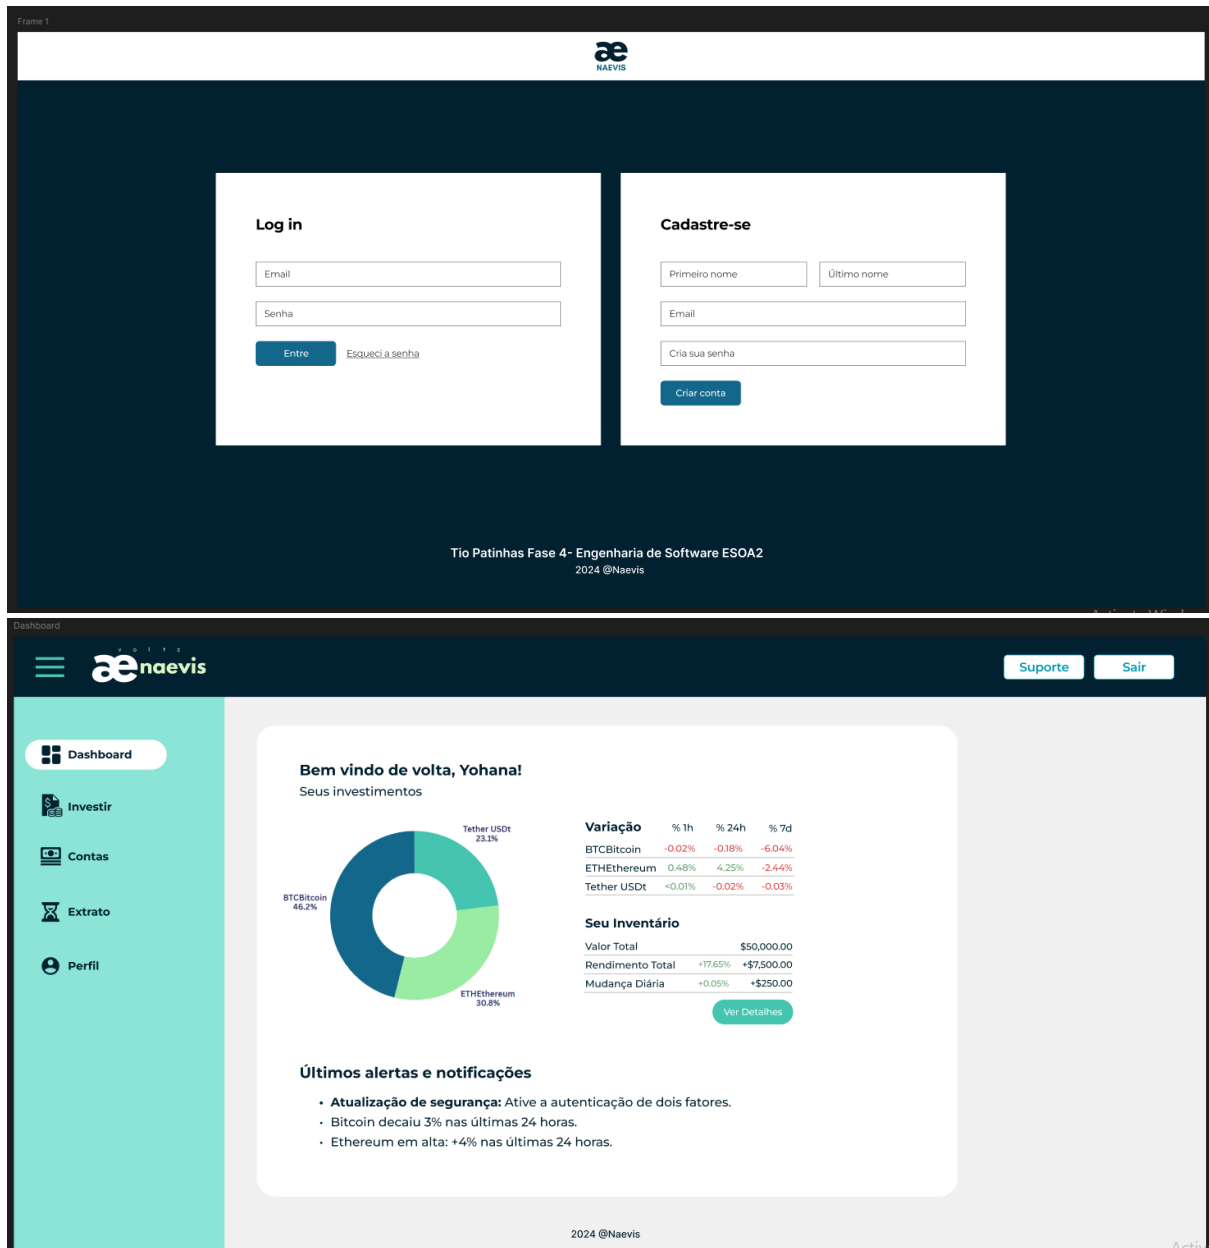 Frame 1
æ
NAEVIS
Log in
Email
Senha
Entre Esqueci a senha
Cadastre-se
Primeiro nome Último nome
Email
Cria sua senha
Criar conta
Tio Patinhas Fase 4- Engenharia de Software ESOA2
2024 @Naevis
Dashboard
voltz
æ naevis
Suporte Sair
Dashboard
Investir
Contas
Extrato
Perfil
Bem vindo de volta, Yohana!
Seus investimentos
Tether USDt
23.1%
BTCBitcoin
46.2%
ETHEthereum
30.8%
Variação % 1h % 24h % 7d
BTCBitcoin -0.02% -0.18% -6.04%
ETHEthereum 0.48% 4.25% -2.44%
Tether USDt <0.01% -0.02% -0.03%
Seu Inventário
Valor Total $50,000.00
Rendimento Total +17.65% +$7,500.00
Mudança Diária +0.05% +$250.00
Ver Detalhes
Últimos alertas e notificações
• Atualização de segurança: Ative a autenticação de dois fatores.
• Bitcoin decaiu 3% nas últimas 24 horas.
• Ethereum em alta: +4% nas últimas 24 horas.
2024 @Naevis